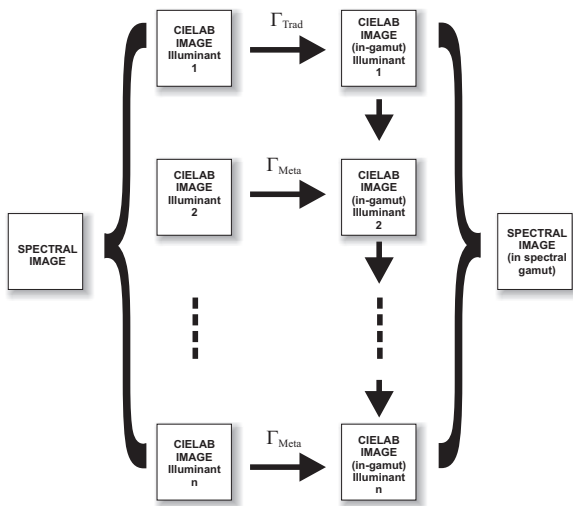 Γ Trad
CIELAB
IMAGE
Illuminant
1
CIELAB
IMAGE
(in-gamut)
Illuminant
1
Γ Meta
CIELAB
IMAGE
Illuminant
2
CIELAB
IMAGE
(in-gamut)
Illuminant
2
SPECTRAL
IMAGE
SPECTRAL
IMAGE
(in spectral
gamut)
Γ Meta
CIELAB
IMAGE
Illuminant
n
CIELAB
IMAGE
(in-gamut)
Illuminant
n